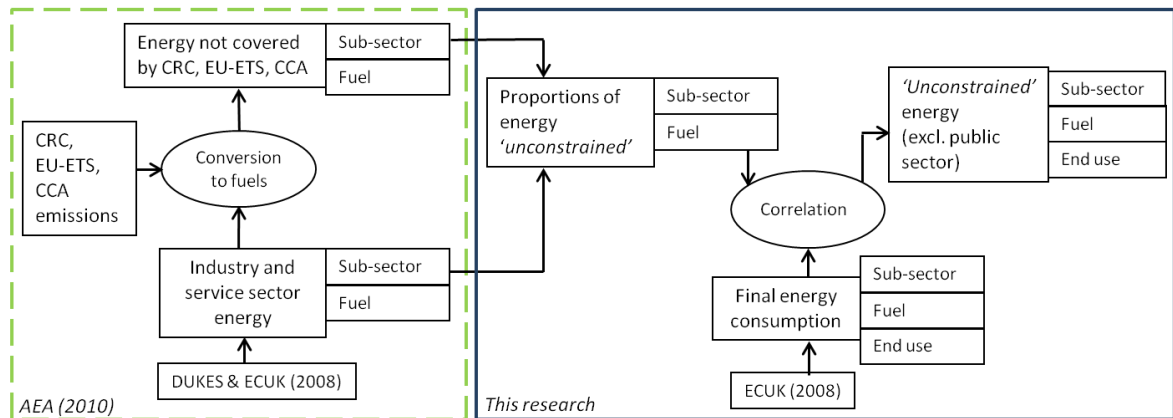 Energy not covered
by CRC, EU-ETS, CCA
Sub-sector
Fuel
CRC,
EU-ETS,
CCA
emissions
Conversion
to fuels
Industry and
service sector
energy
Sub-sector
Fuel
DUKES & ECUK (2008)
AEA (2010)
Proportions of
energy
'unconstrained'
Sub-sector
Fuel
Correlation
'Unconstrained'
energy
(excl. public
sector)
Sub-sector
Fuel
End use
Final energy
consumption
Sub-sector
Fuel
End use
ECUK (2008)
This research